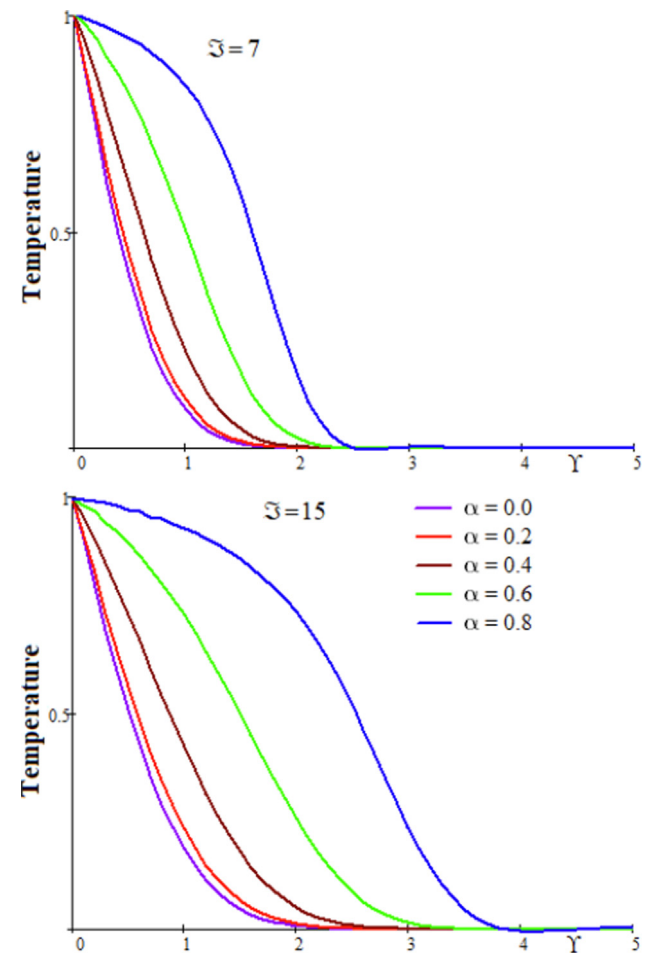 1
ℑ = 7
Temperature
0.5
0 1 2 3 4 ϒ 5
1
ℑ =15
α = 0.0
α = 0.2
α = 0.4
α = 0.6
α = 0.8
Temperature
0.5
0 1 2 3 4 ϒ 5